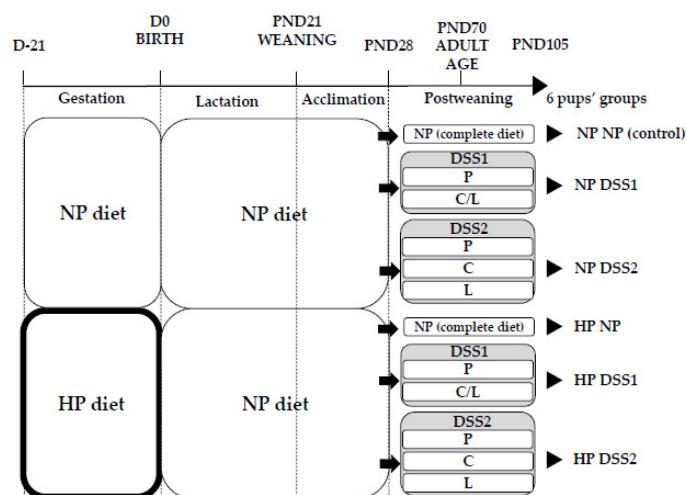 D-21
D0
BIRTH
PND21
WEANING
PND28
PND70
ADULT
AGE
PND105
Gestation
Lactation
Acclimation
Postweaning
6 pups' groups
NP diet
NP diet
NP (complete diet)
NP NP (control)
DSS1
P
C/L
NP DSS1
DSS2
P
C
L
NP DSS2
HP diet
NP diet
NP (complete diet)
HP NP
DSS1
P
C/L
HP DSS1
DSS2
P
C
L
HP DSS2